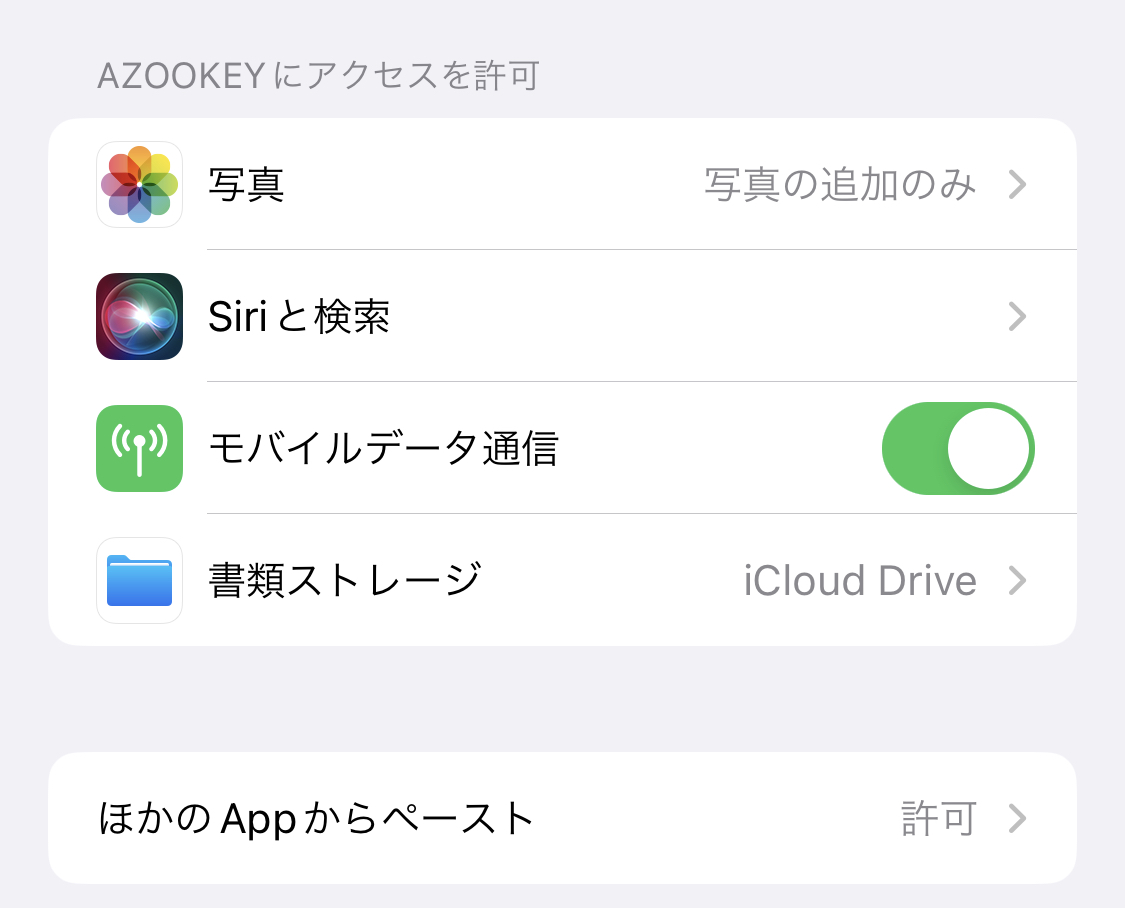 AZOOKEYにアクセスを許可
写真 写真の追加のみ
Siriと検索
モバイルデータ通信
書類ストレージ iCloud Drive
ほかのAppからペースト 許可